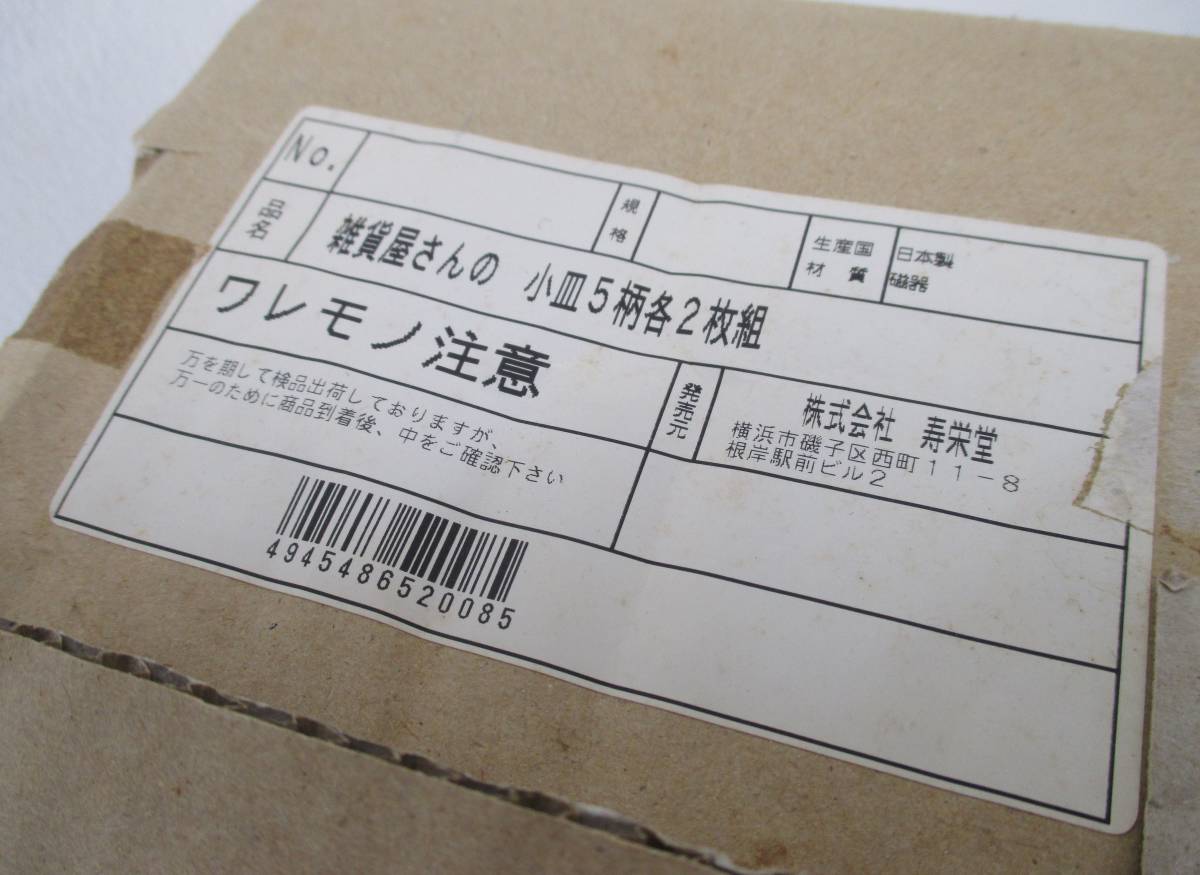 No.
規格
生産国 日本製
材質 磁器
品名 雑貨屋さんの 小皿5柄各2枚組
ワレモノ注意
万を期して検品出荷しておりますが、
万一のために商品到着後、中をご確認下さい
発売元
株式会社 寿栄堂
横浜市磯子区西町11-8
根岸駅前ビル2
4945486520085